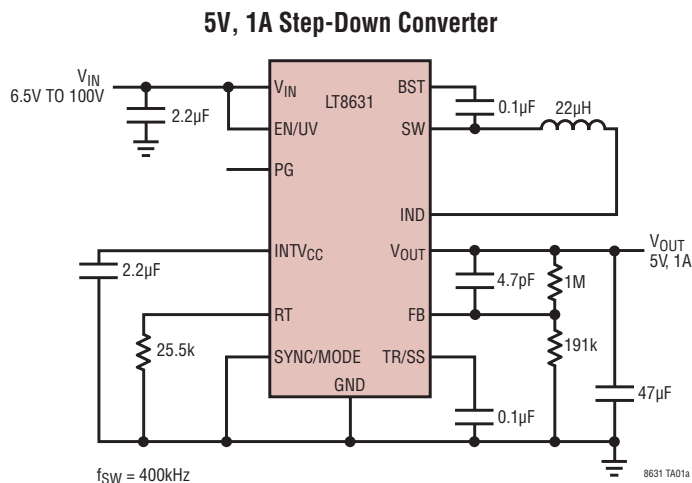 5V, 1A Step-Down Converter
VIN
6.5V TO 100V
2.2µF
VIN
EN/UV
PG
INTVCC
RT
SYNC/MODE
GND
LT8631
BST
SW
IND
VOUT
FB
TR/SS
0.1µF
22µH
VOUT
5V, 1A
4.7pF
1M
191k
47µF
0.1µF
2.2µF
25.5k
fSW = 400kHz
8631 TA01a